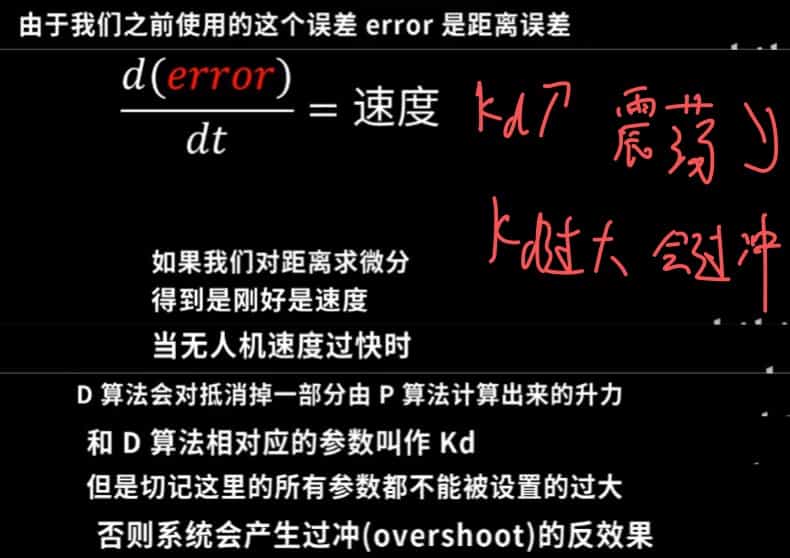 由于我们之前使用的这个误差 error 是距离误差
d(error)/dt = 速度
kd↑ 震荡↓
kd过大 会过冲
如果我们对距离求微分
得到是刚好是速度
当无人机速度过快时
D 算法会对抵消掉一部分由 P 算法计算出来的升力
和 D 算法相对应的参数叫作 Kd
但是切记这里的所有参数都不能被设置的过大
否则系统会产生过冲(overshoot)的反效果